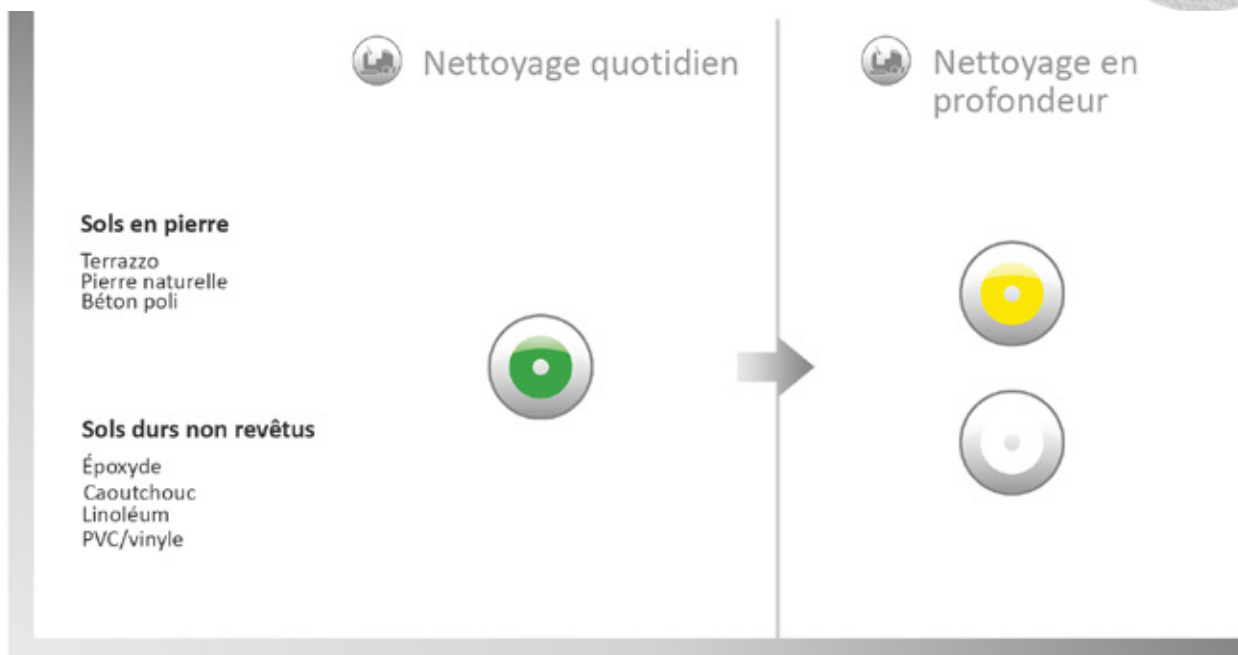 Nettoyage quotidien
Nettoyage en
profondeur
Sols en pierre
Terrazzo
Pierre naturelle
Béton poli
Sols durs non revêtus
Époxyde
Caoutchouc
Linoléum
PVC/vinyle